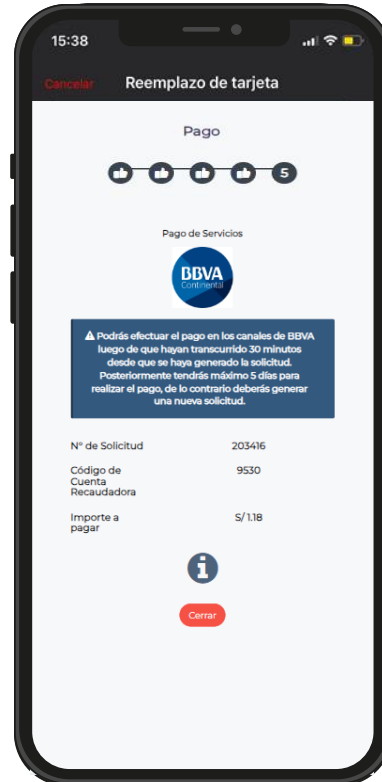 15:38
Cancelar Reemplazo de tarjeta
Pago
5
Pago de Servicios
BBVA
Continental
Podrás efectuar el pago en los canales de BBVA
luego de que hayan transcurrido 30 minutos
desde que se haya generado la solicitud.
Posteriormente tendrás máximo 5 días para
realizar el pago, de lo contrario deberás generar
una nueva solicitud.
N° de Solicitud 203416
Código de 9530
Cuenta
Recaudadora
Importe a S/ 1.18
pagar
Cerrar